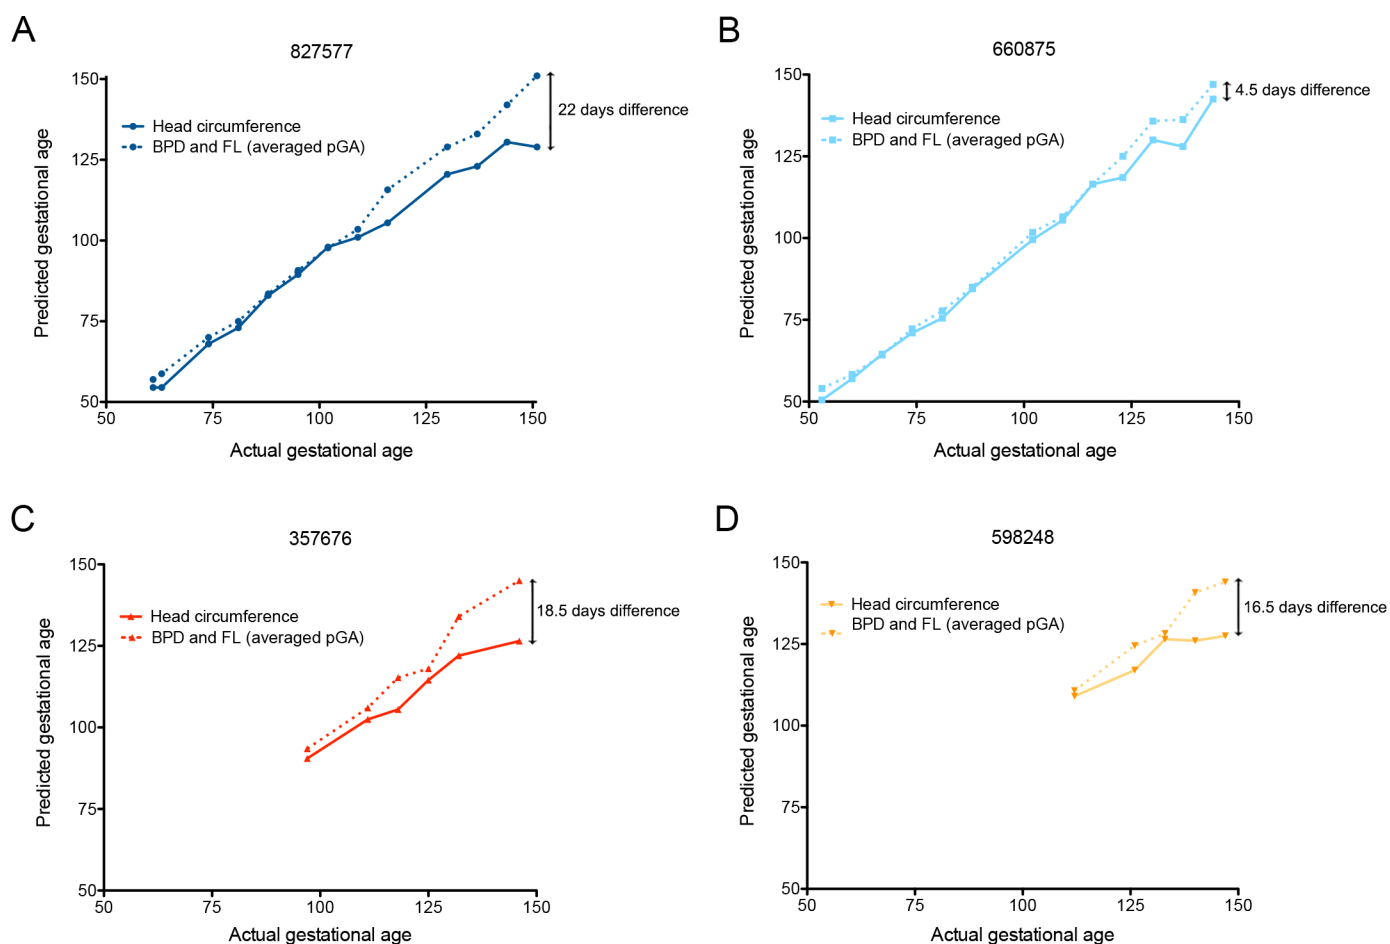 A
827577
150
125
100
75
50
50
75
100
125
150
Predicted gestational age
Actual gestational age
Head circumference
BPD and FL (averaged pGA)
22 days difference
B
660875
150
125
100
75
50
50
75
100
125
150
Predicted gestational age
Actual gestational age
Head circumference
BPD and FL (averaged pGA)
4.5 days difference
C
357676
150
125
100
75
50
50
75
100
125
150
Predicted gestational age
Actual gestational age
Head circumference
BPD and FL (averaged pGA)
18.5 days difference
D
598248
150
125
100
75
50
50
75
100
125
150
Predicted gestational age
Actual gestational age
Head circumference
BPD and FL (averaged pGA)
16.5 days difference